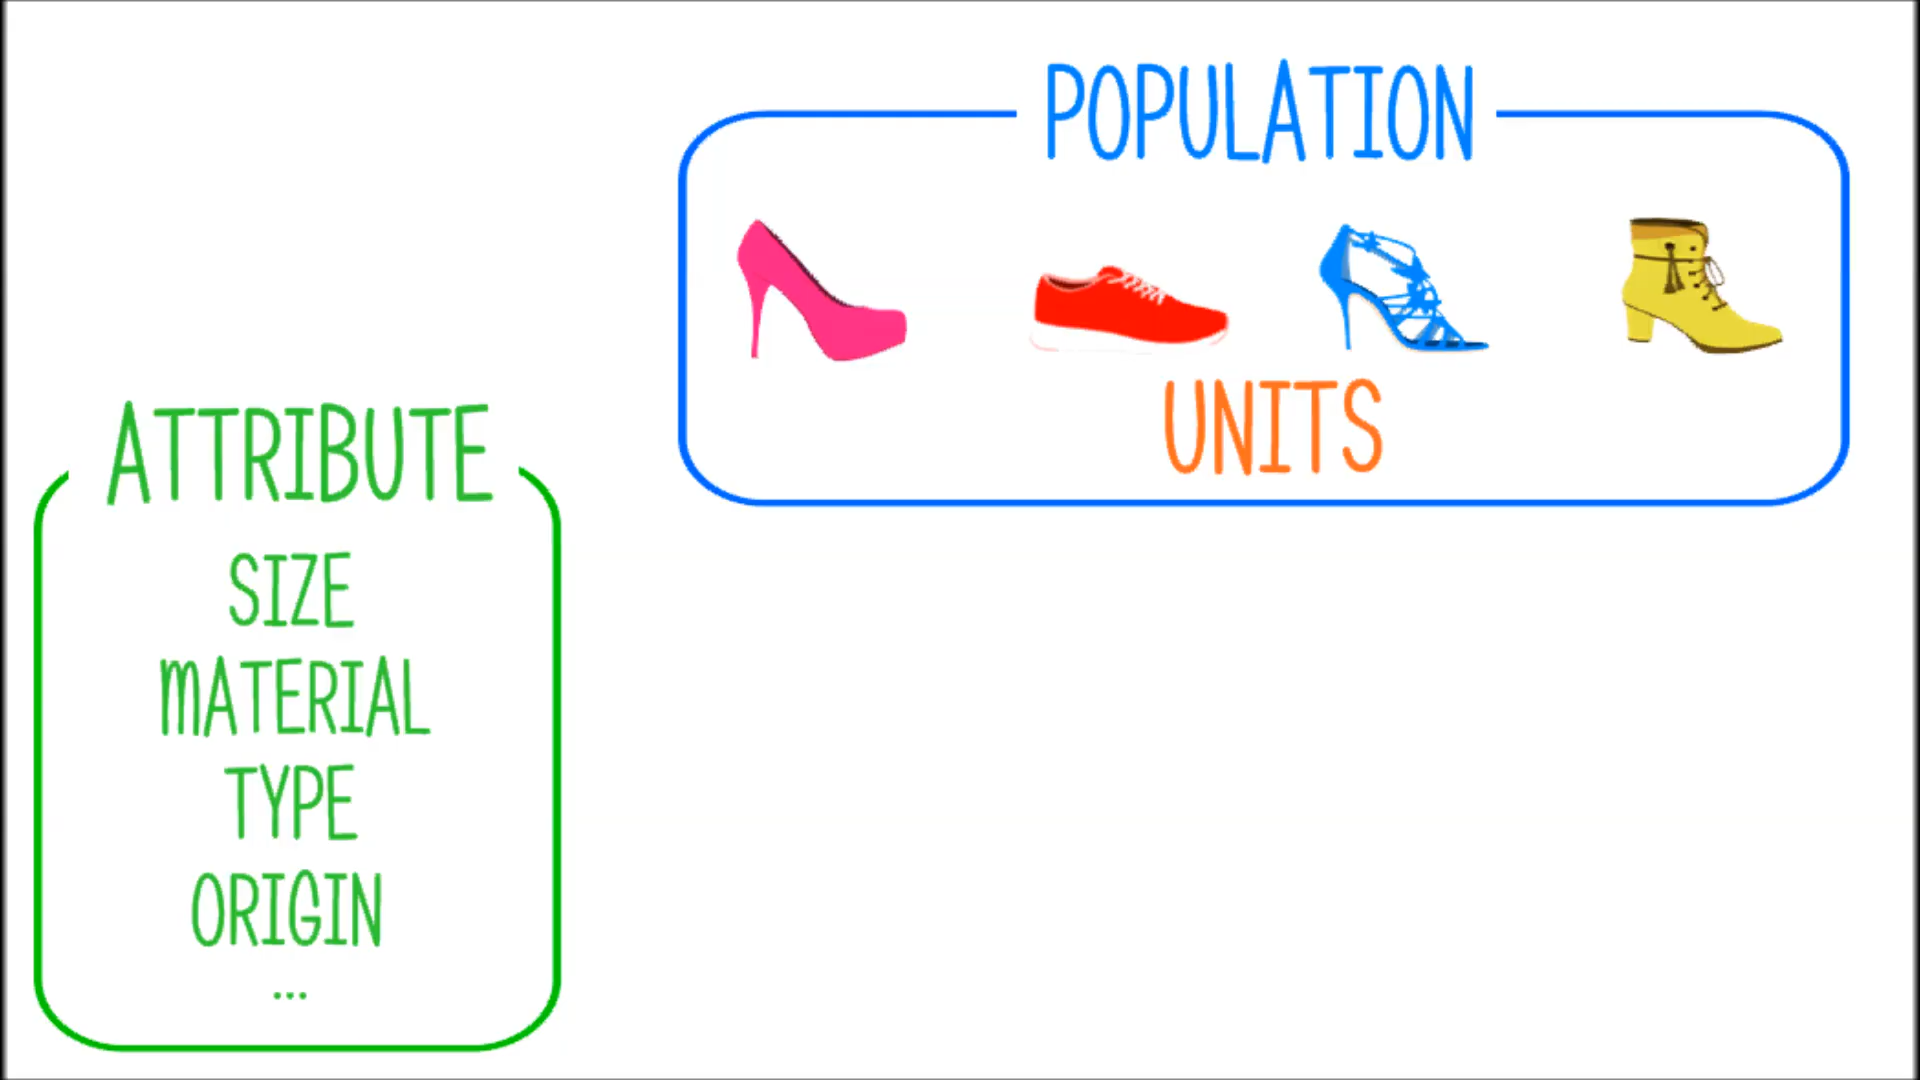 POPULATION
UNITS
ATTRIBUTE
SIZE
MATERIAL
TYPE
ORIGIN
...